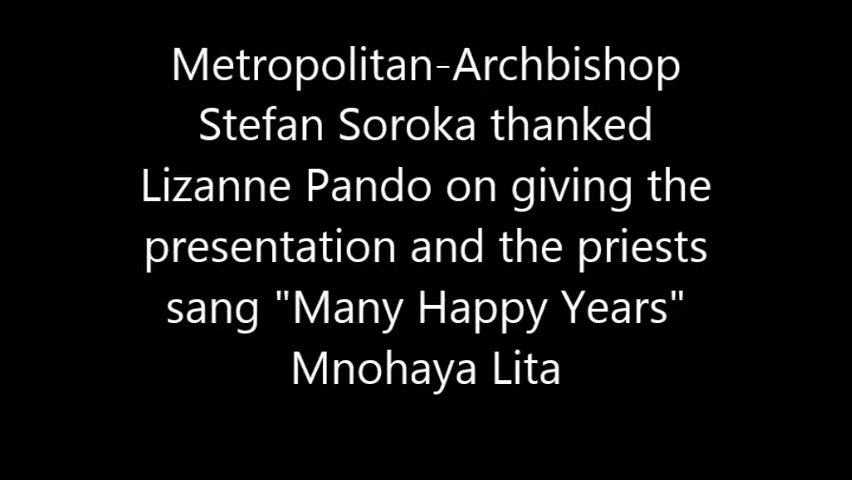 Metropolitan-Archbishop
Stefan Soroka thanked
Lizanne Pando on giving the
presentation and the priests
sang "Many Happy Years"
Mnohaya Lita